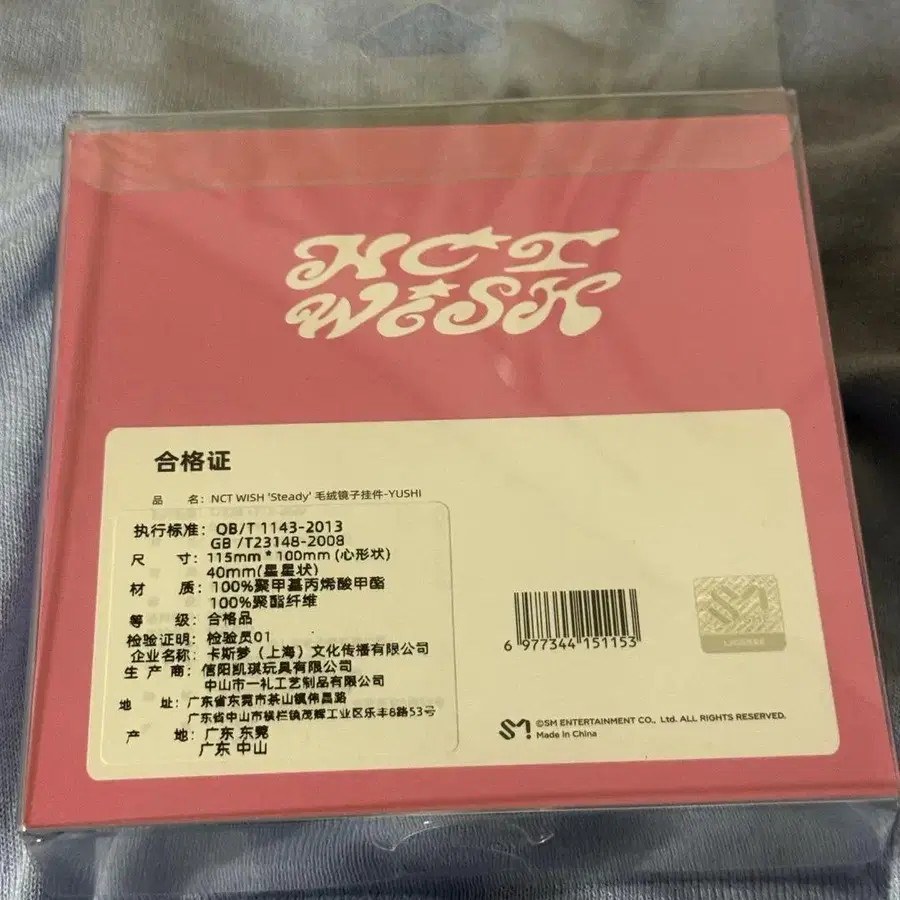 NCT
WiSH
合格证
品 名：NCT WISH 'Steady' 毛绒镜子挂件-YUSHI
执行标准：QB/T 1143-2013
GB /T23148-2008
尺 寸：115mm * 100mm (心形状)
40mm(星星状)
材 质：100%聚甲基丙烯酸甲酯
100%聚酯纤维
等 级：合格品
检验证明：检验员01
企业名称：卡斯梦（上海）文化传播有限公司
生 产 商：信阳凯琪玩具有限公司
中山市一礼工艺制品有限公司
地 址：广东省东莞市茶山镇伟昌路
广东省中山市横栏镇茂辉工业区乐丰6路53号
产 地：广东 东莞
广东 中山
6 977344 151153
SM
©SM ENTERTAINMENT CO., Ltd. ALL RIGHTS RESERVED.
Made in China